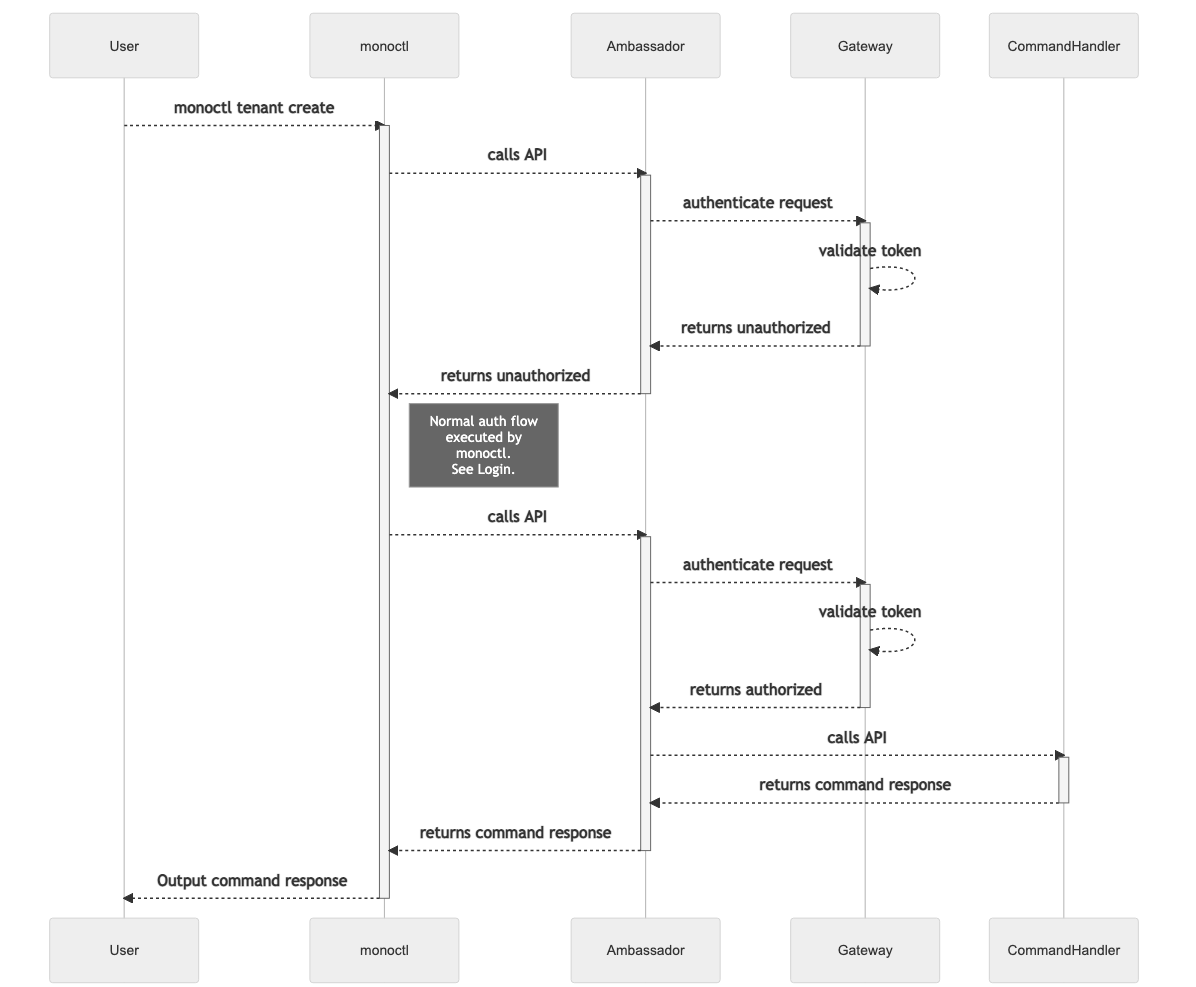 User
monoctl
Ambassador
Gateway
CommandHandler
monoctl tenant create
calls API
authenticate request
validate token
returns unauthorized
returns unauthorized
Normal auth flow
executed by
monoctl.
See Login.
calls API
authenticate request
validate token
returns authorized
calls API
returns command response
returns command response
Output command response
User
monoctl
Ambassador
Gateway
CommandHandler